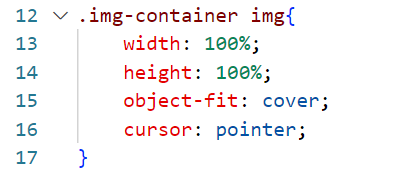 12 .img-container img{
13     width: 100%;
14     height: 100%;
15     object-fit: cover;
16     cursor: pointer;
17 }